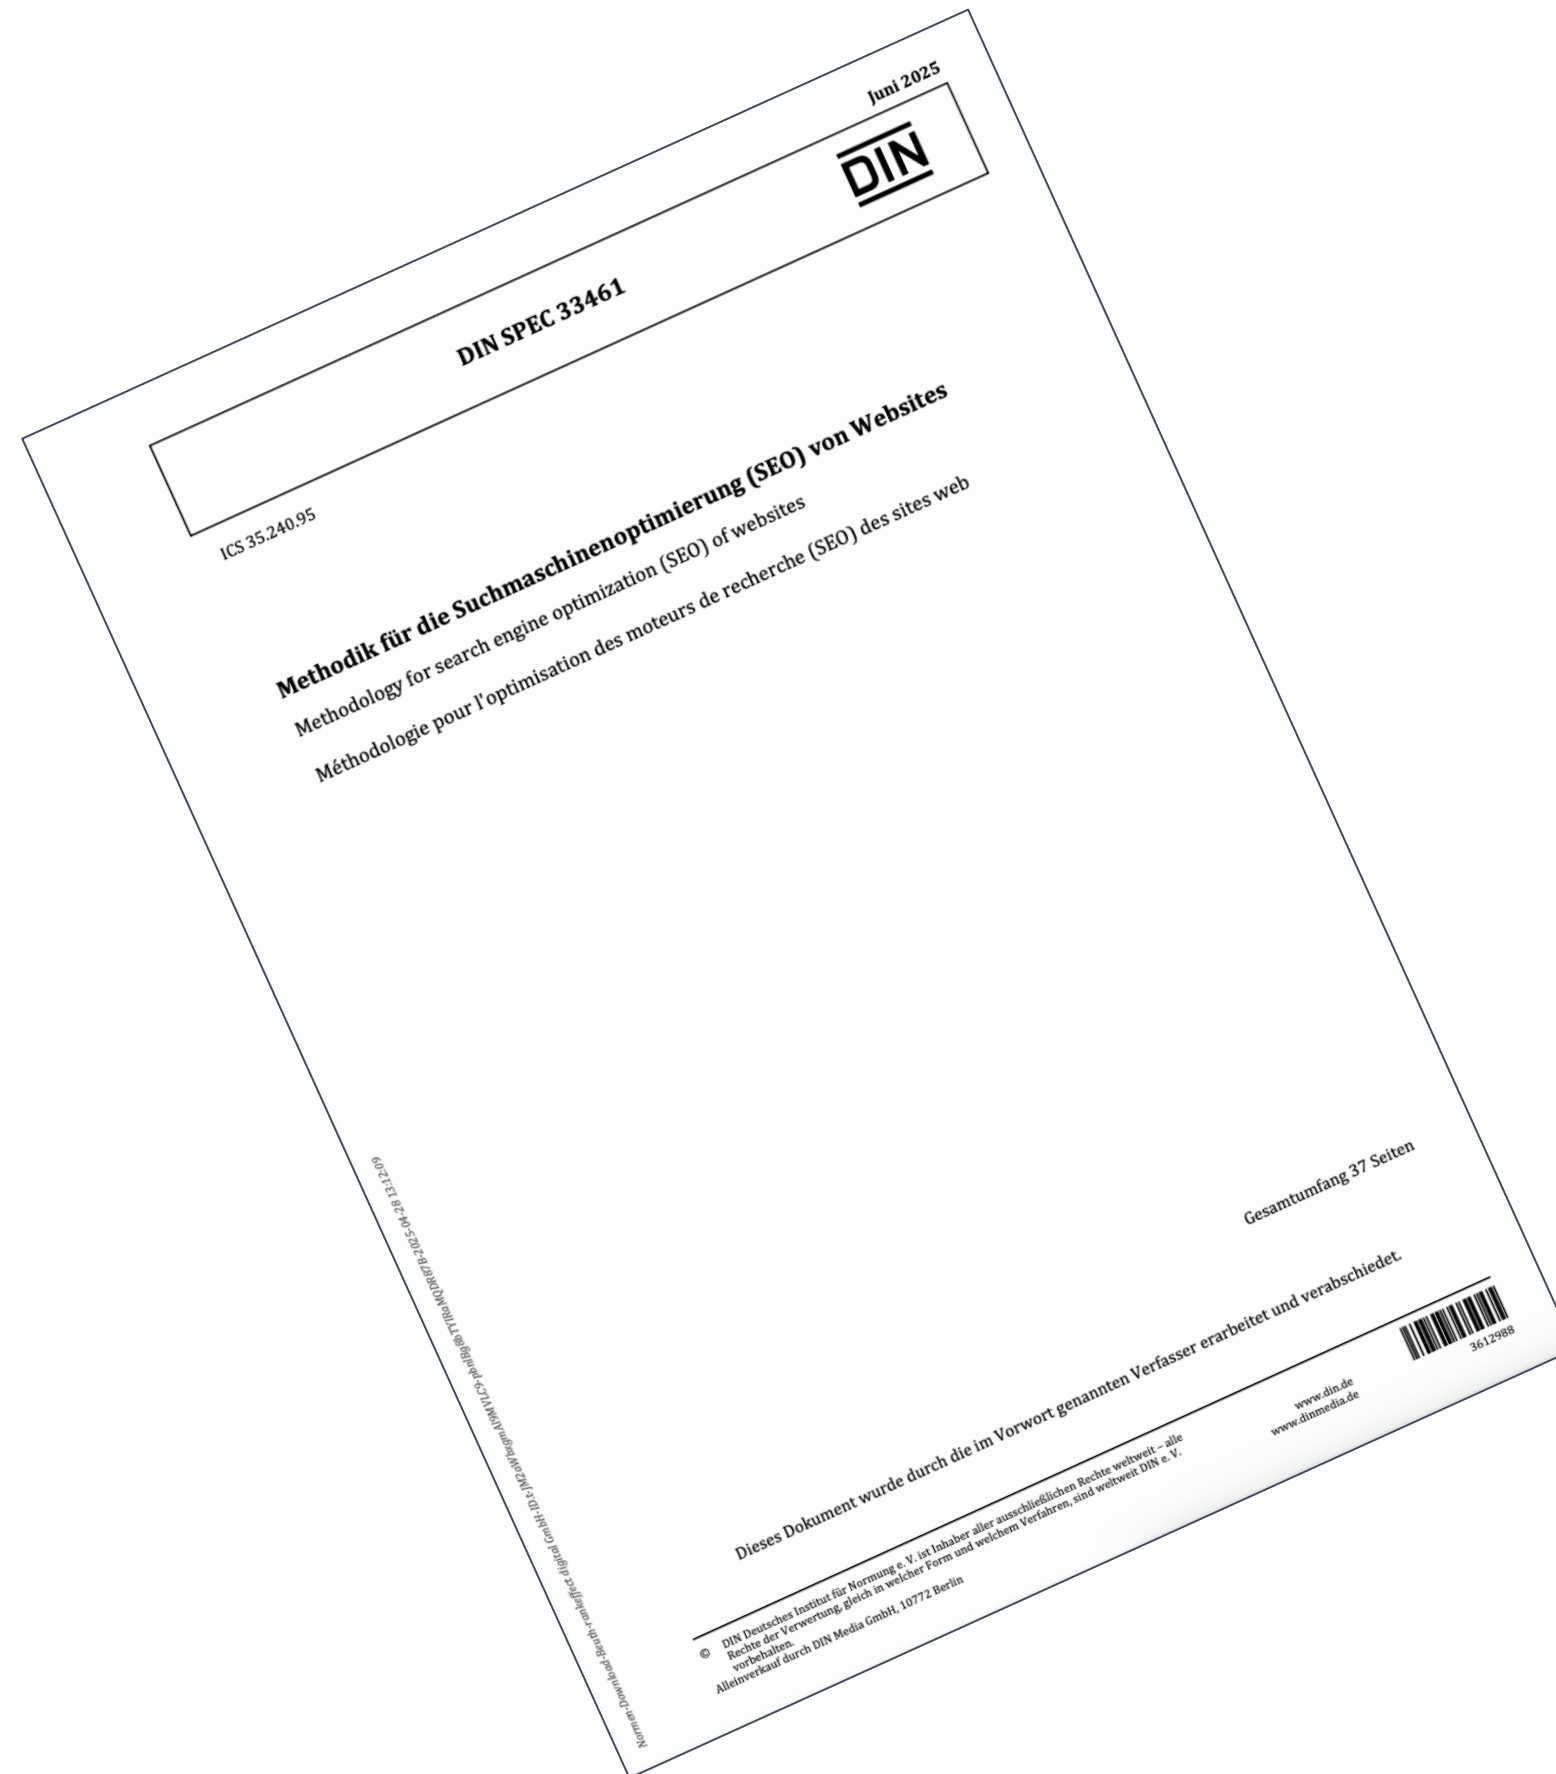 Juni 2025
DIN
DIN SPEC 33461
ICS 35.240.95
Methodik für die Suchmaschinenoptimierung (SEO) von Websites
Methodology for search engine optimization (SEO) of websites
Méthodologie pour l'optimisation des moteurs de recherche (SEO) des sites web
Gesamtumfang 37 Seiten
Dieses Dokument wurde durch die im Vorwort genannten Verfasser erarbeitet und verabschiedet.
© DIN Deutsches Institut für Normung e. V. ist Inhaber aller ausschließlichen Rechte weltweit – alle
Rechte der Verwertung, gleich in welcher Form und welchem Verfahren, sind weltweit DIN e. V.
vorbehalten.
Alleinverkauf durch DIN Media GmbH, 10772 Berlin
www.din.de
www.dinmedia.de
3612988